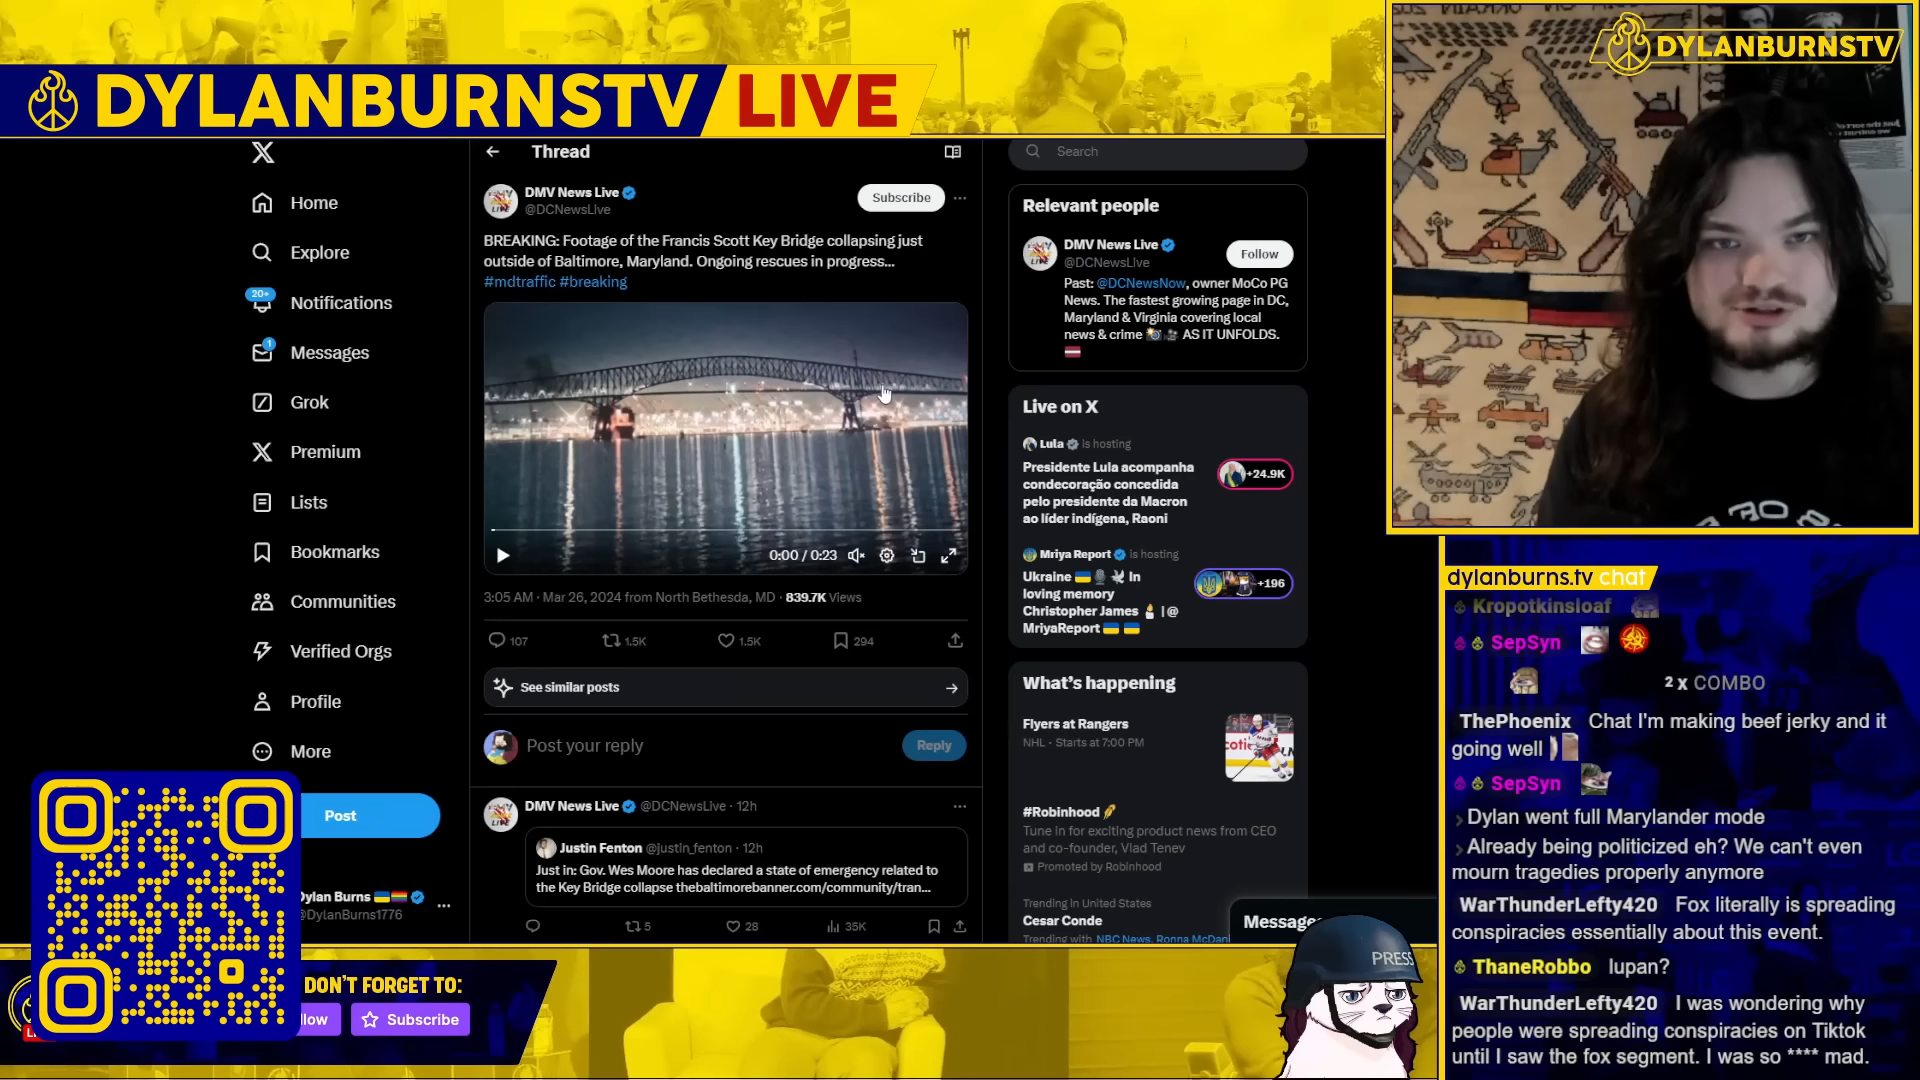 DYLANBURNSTV LIVE
DYLANBURNSTV
Home
Explore
20+
Notifications
1
Messages
Grok
Premium
Lists
Bookmarks
Communities
Verified Orgs
Profile
More
Post
Dylan Burns
@DylanBurns1776
Thread
DMV News Live
@DCNewsLive
Subscribe
BREAKING: Footage of the Francis Scott Key Bridge collapsing just
outside of Baltimore, Maryland. Ongoing rescues in progress...
#mdtraffic #breaking
0:00 / 0:23
3:05 AM · Mar 26, 2024 from North Bethesda, MD · 839.7K Views
107
1.5K
1.5K
294
See similar posts
Post your reply
Reply
DMV News Live @DCNewsLive · 12h
Justin Fenton @justin_fenton · 12h
Just in: Gov. Wes Moore has declared a state of emergency related to
the Key Bridge collapse thebaltimorebanner.com/community/tran...
5
28
35K
Search
Relevant people
DMV News Live
@DCNewsLive
Follow
Past: @DCNewsNow, owner MoCo PG
News. The fastest growing page in DC,
Maryland & Virginia covering local
news & crime AS IT UNFOLDS.
Live on X
Lula is hosting
Presidente Lula acompanha
condecoração concedida
pelo presidente da Macron
ao líder indígena, Raoni
+24.9K
Mriya Report is hosting
Ukraine In
loving memory
Christopher James | @
MriyaReport
+196
What's happening
Flyers at Rangers
NHL · Starts at 7:00 PM
#Robinhood
Tune in for exciting product news from CEO
and co-founder, Vlad Tenev
Promoted by Robinhood
Trending in United States
Cesar Conde
Trending with NBC News, Ronna McDani
Message
PRESS
DON'T FORGET TO:
llow
Subscribe
dylanburns.tv chat
Kropotkinsloaf
SepSyn
2 x COMBO
ThePhoenix Chat I'm making beef jerky and it
going well
SepSyn
Dylan went full Marylander mode
Already being politicized eh? We can't even
mourn tragedies properly anymore
WarThunderLefty420 Fox literally is spreading
conspiracies essentially about this event.
ThaneRobbo lupan?
WarThunderLefty420 I was wondering why
people were spreading conspiracies on Tiktok
until I saw the fox segment. I was so **** mad.